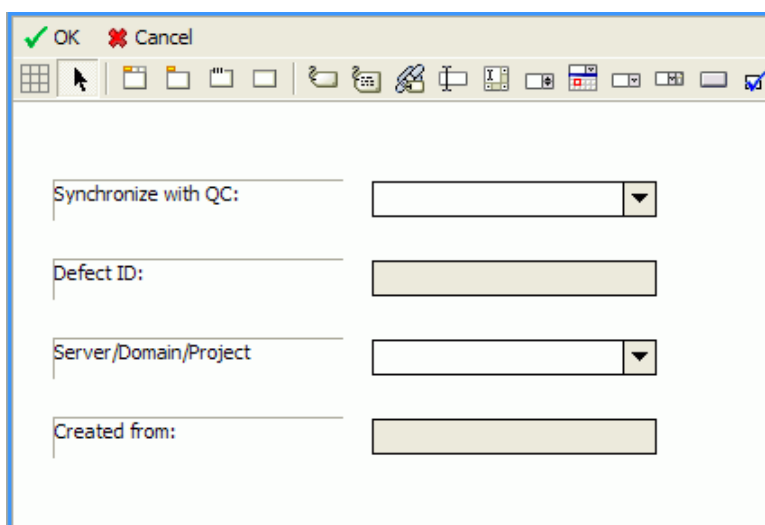 OK Cancel
Synchronize with QC:
Defect ID:
Server/Domain/Project
Created from: